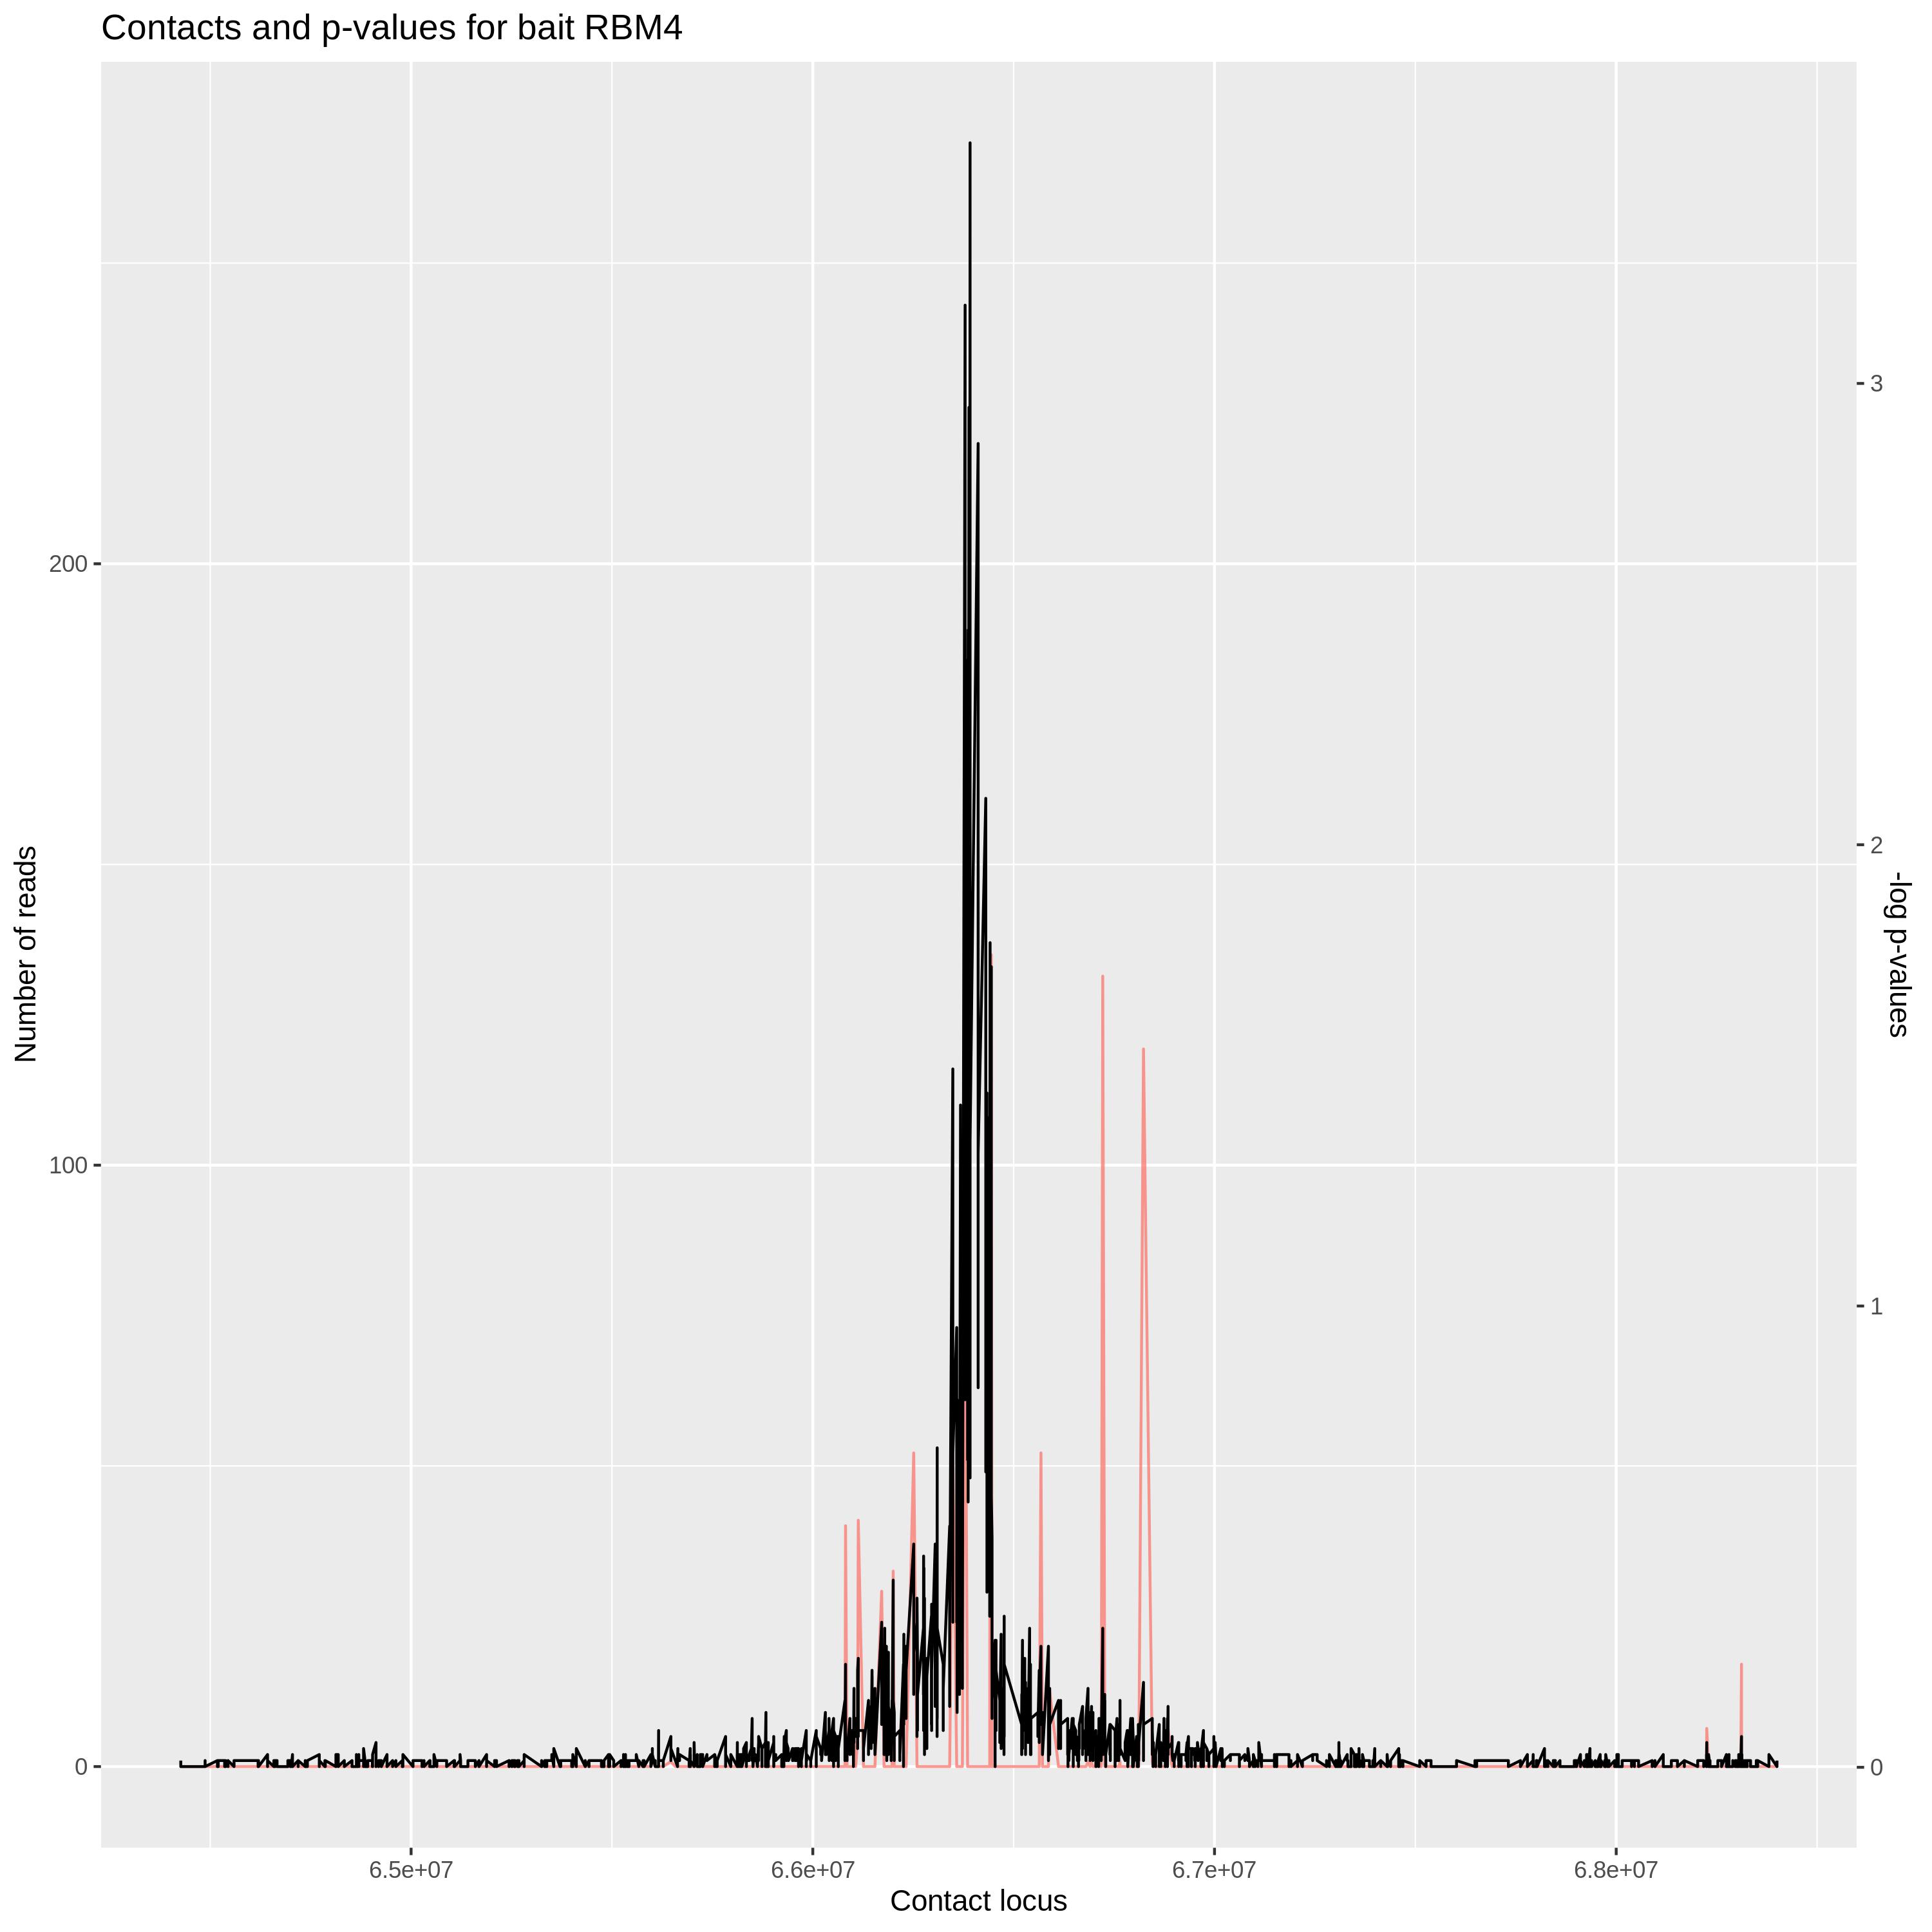 Contacts and p-values for bait RBM4
Number of reads
200
100
0
3
2
1
0
-log p-values
6.5e+07
6.6e+07
6.7e+07
6.8e+07
Contact locus